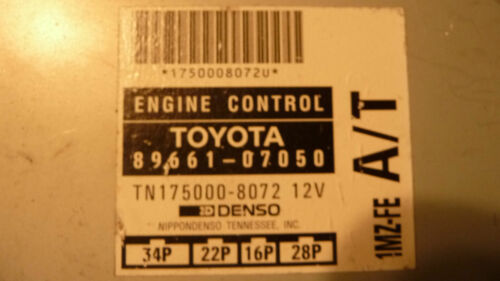 *1750008072U*
ENGINE CONTROL
TOYOTA
89661-07050
TN175000-8072 12V
DENSO
NIPPONDENSO TENNESSEE, INC.
34P 22P 16P 28P
A/T
1MZ-FE